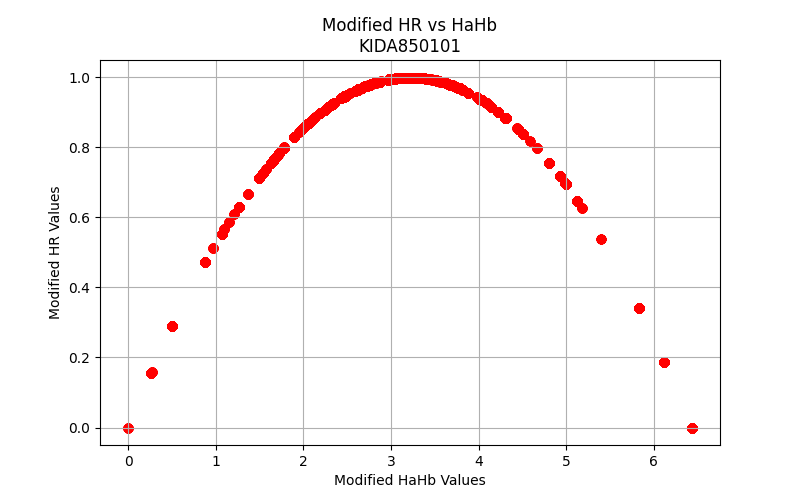 Modified HR vs HaHb
KIDA850101
Modified HR Values
1.0
0.8
0.6
0.4
0.2
0.0
0 1 2 3 4 5 6
Modified HaHb Values